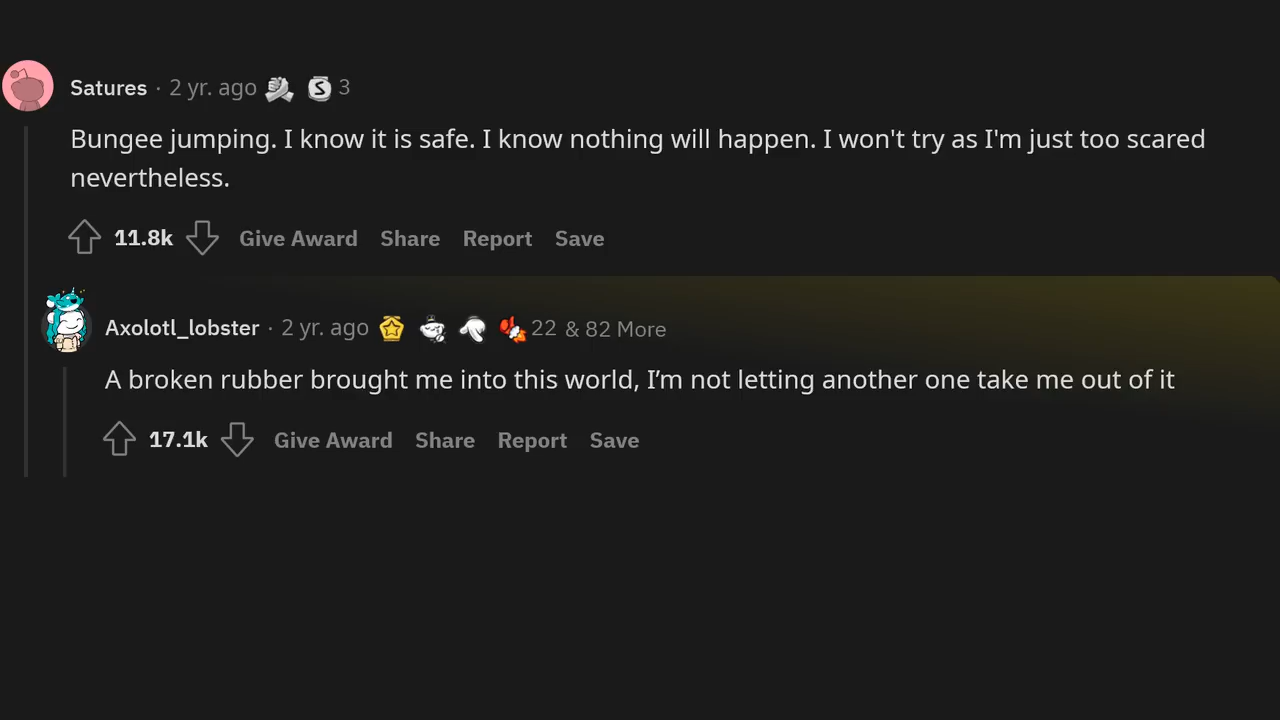 Satures · 2 yr. ago 3
Bungee jumping. I know it is safe. I know nothing will happen. I won't try as I'm just too scared
nevertheless.
11.8k Give Award Share Report Save
Axolotl_lobster · 2 yr. ago 22 & 82 More
A broken rubber brought me into this world, I’m not letting another one take me out of it
17.1k Give Award Share Report Save